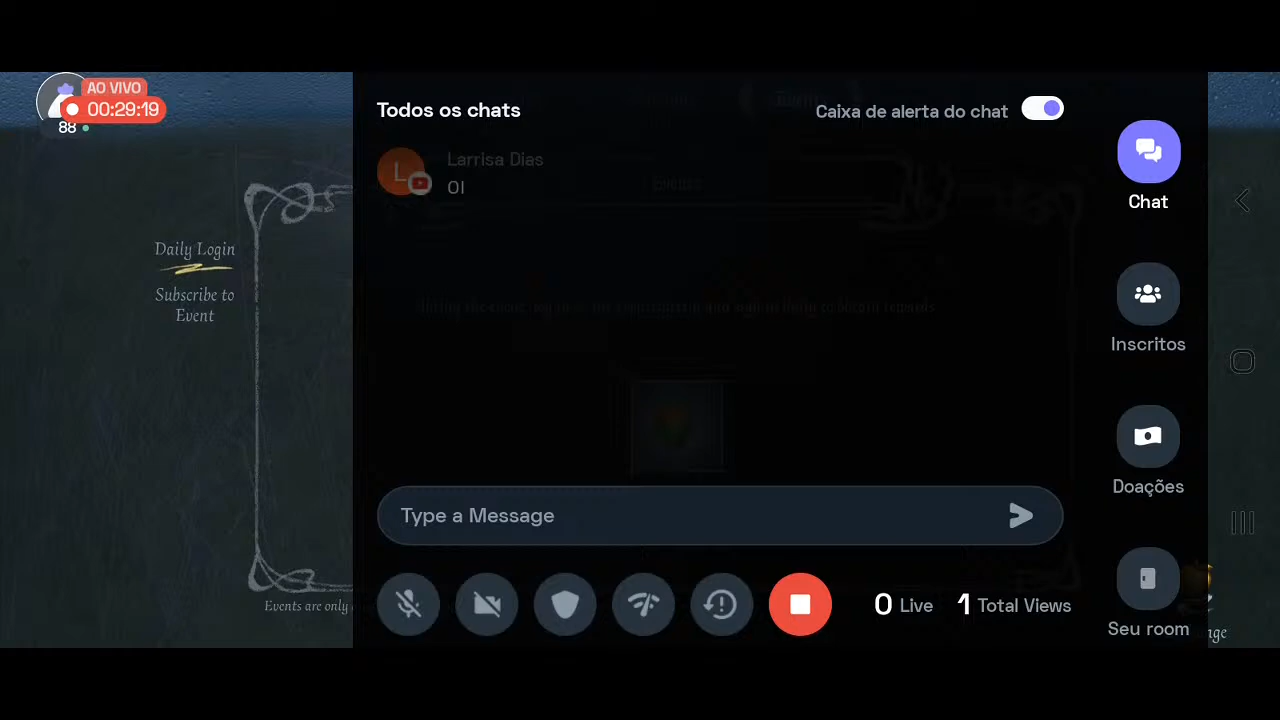 AO VIVO
00:29:19
88
Todos os chats
Caixa de alerta do chat
L
Larrisa Dias
OI
Events
Chat
Daily Login
Subscribe to
Event
Inscritos
Doações
Type a Message
Events are only
0 Live
1 Total Views
Seu room